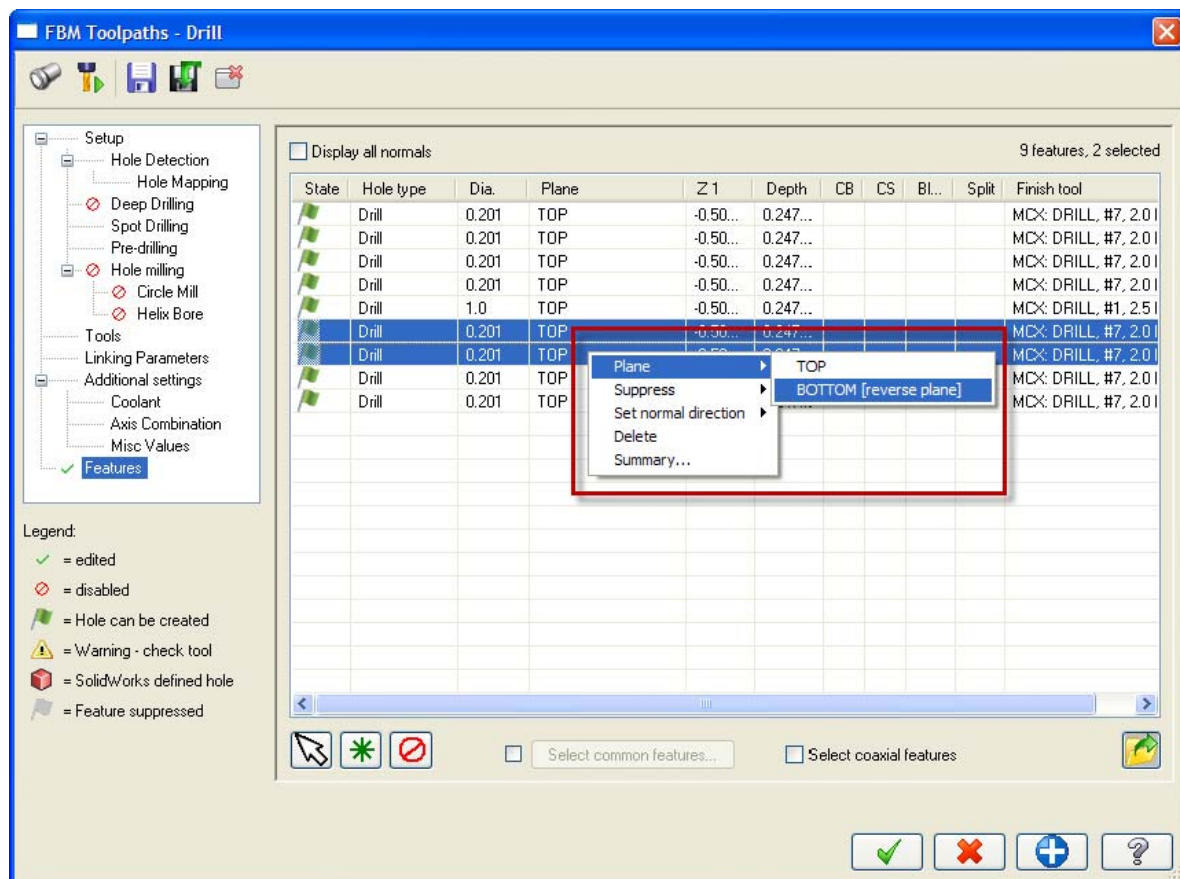 FBM Toolpaths - Drill
Setup
Hole Detection
Hole Mapping
Deep Drilling
Spot Drilling
Pre-drilling
Hole milling
Circle Mill
Helix Bore
Tools
Linking Parameters
Additional settings
Coolant
Axis Combination
Misc Values
Features
Legend:
= edited
= disabled
= Hole can be created
= Warning - check tool
= SolidWorks defined hole
= Feature suppressed
Display all normals 9 features, 2 selected
State Hole type Dia. Plane Z 1 Depth CB CS Bl... Split Finish tool
Drill 0.201 TOP -0.50... 0.247... MCX: DRILL, #7, 2.0
Drill 0.201 TOP -0.50... 0.247... MCX: DRILL, #7, 2.0
Drill 0.201 TOP -0.50... 0.247... MCX: DRILL, #7, 2.0
Drill 0.201 TOP -0.50... 0.247... MCX: DRILL, #7, 2.0
Drill 1.0 TOP -0.50... 0.247... MCX: DRILL, #1, 2.5
Drill 0.201 TOP -0.50... 0.247... MCX: DRILL, #7, 2.0
Drill 0.201 TOP MCX: DRILL, #7, 2.0
Drill 0.201 TOP MCX: DRILL, #7, 2.0
Drill 0.201 TOP MCX: DRILL, #7, 2.0
Plane
Suppress
Set normal direction
Delete
Summary...
TOP
BOTTOM [reverse plane]
Select common features... Select coaxial features